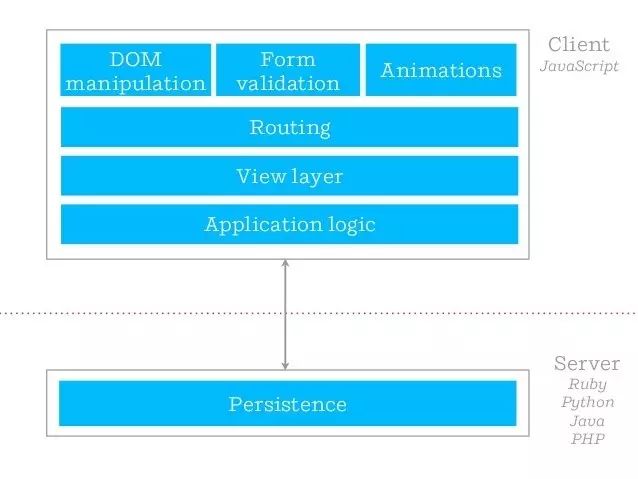 Client
JavaScript
DOM
manipulation
Form
validation
Animations
Routing
View layer
Application logic
Server
Ruby
Python
Java
PHP
Persistence